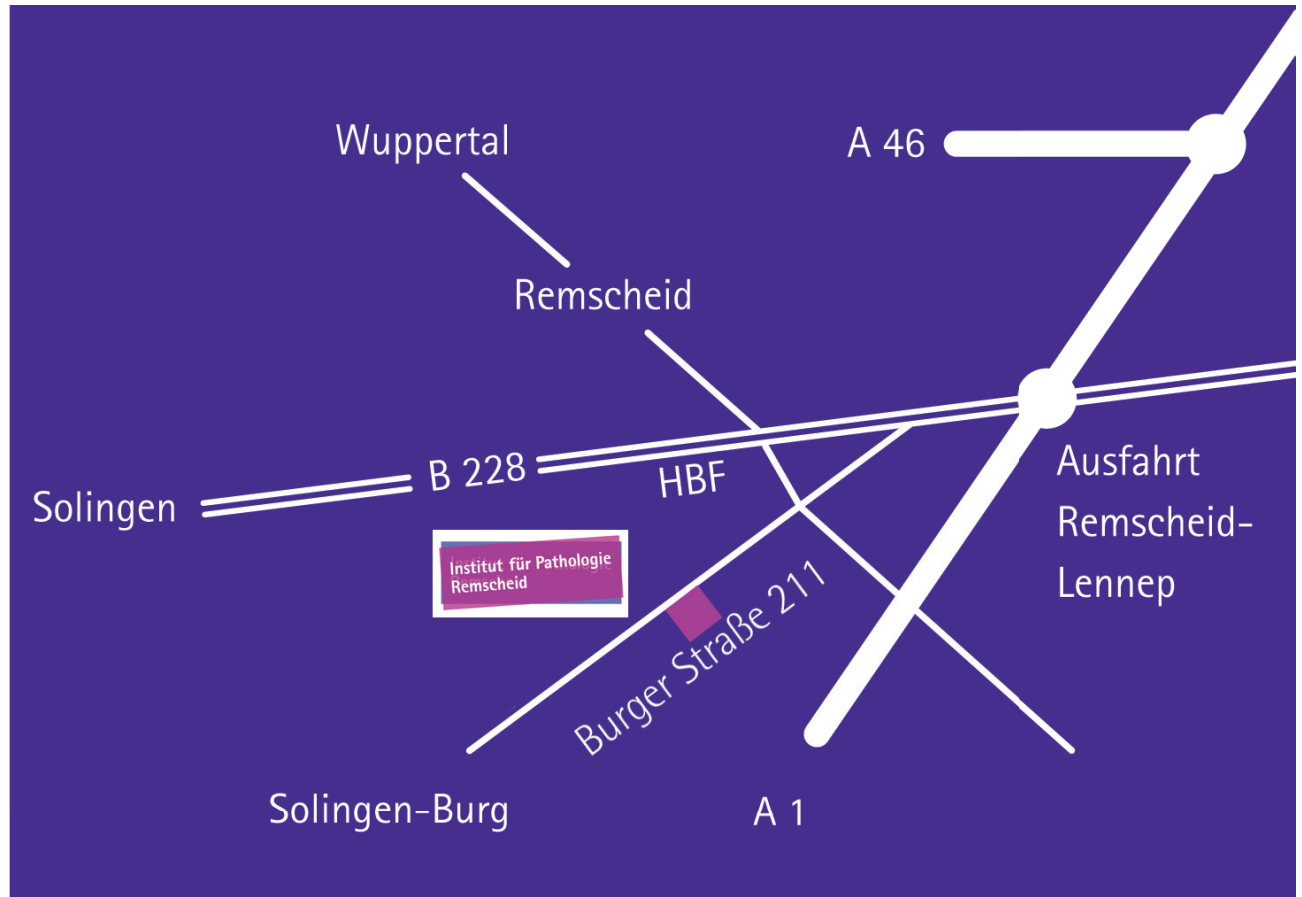 Wuppertal
A 46
Remscheid
B 228
HBF
Solingen
Ausfahrt
Remscheid-
Lennep
Institut für Pathologie
Remscheid
Burger Straße 211
Solingen-Burg
A 1